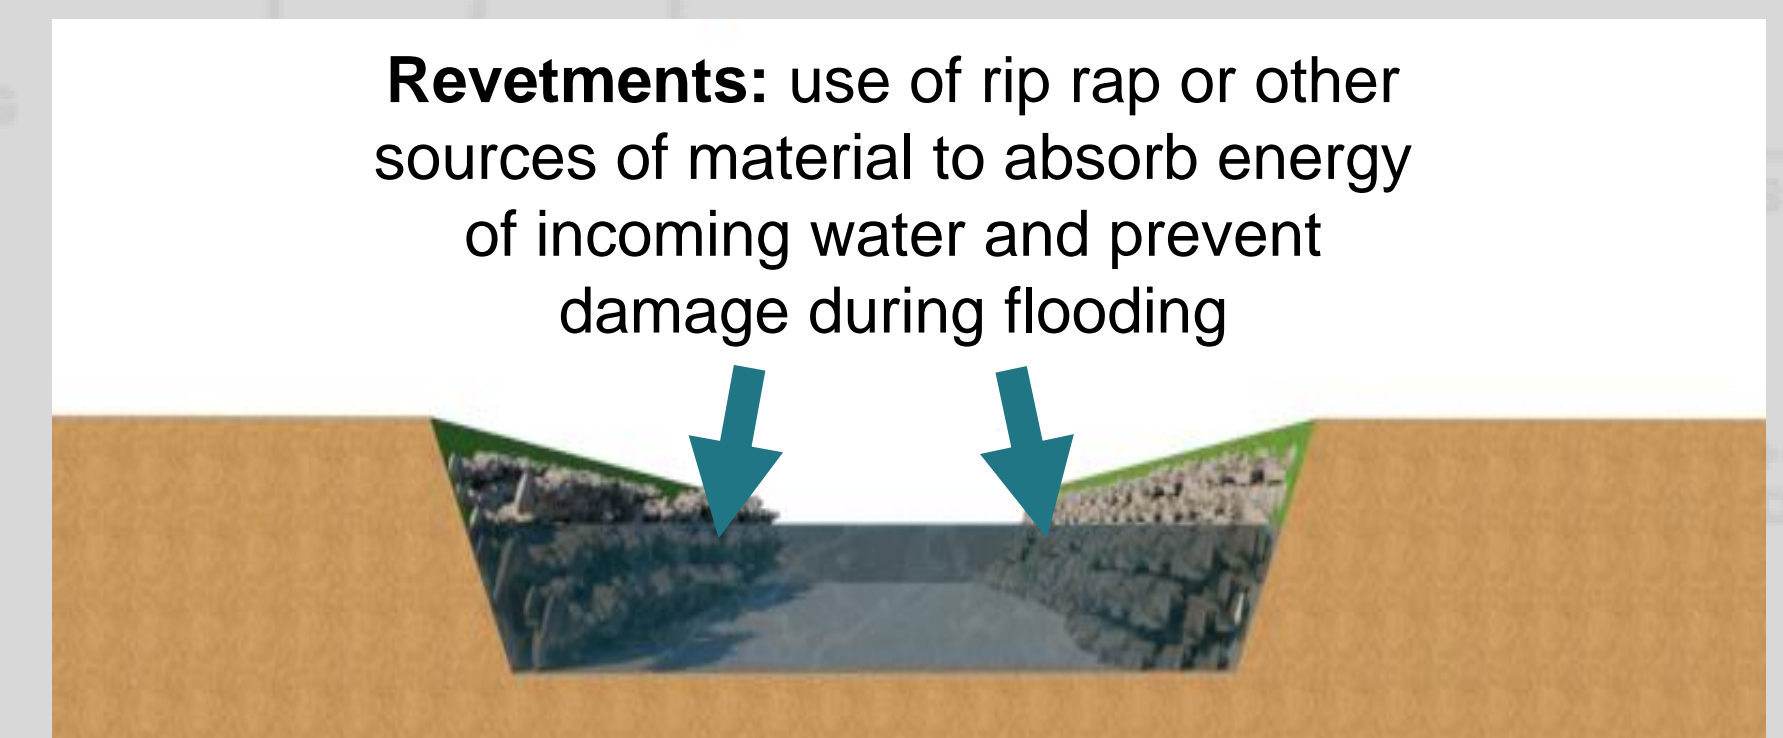 Revetments: use of rip rap or other
sources of material to absorb energy
of incoming water and prevent
damage during flooding